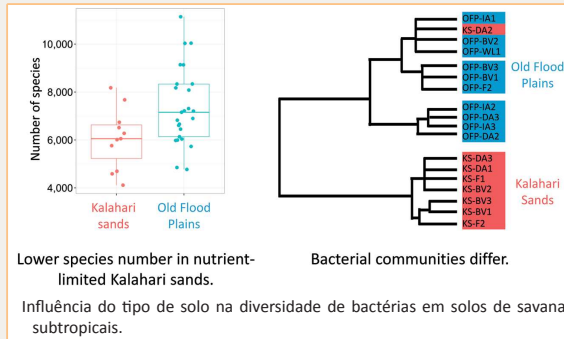 10,000
8,000
6,000
4,000
Number of species
Kalahari
sands
Old Flood
Plains
Lower species number in nutrient-
limited Kalahari sands.
OFP-IA1
KS-DA2
OFP-BV2
OFP-WL1
OFP-BV3
OFP-BV1
OFP-F2
OFP-IA2
OFP-DA3
OFP-IA3
OFP-DA2
Old Flood
Plains
KS-DA3
KS-DA1
KS-F1
KS-BV2
KS-BV3
KS-BV1
KS-F2
Kalahari
Sands
Bacterial communities differ.
Influência do tipo de solo na diversidade de bactérias em solos de savana
subtropicais.